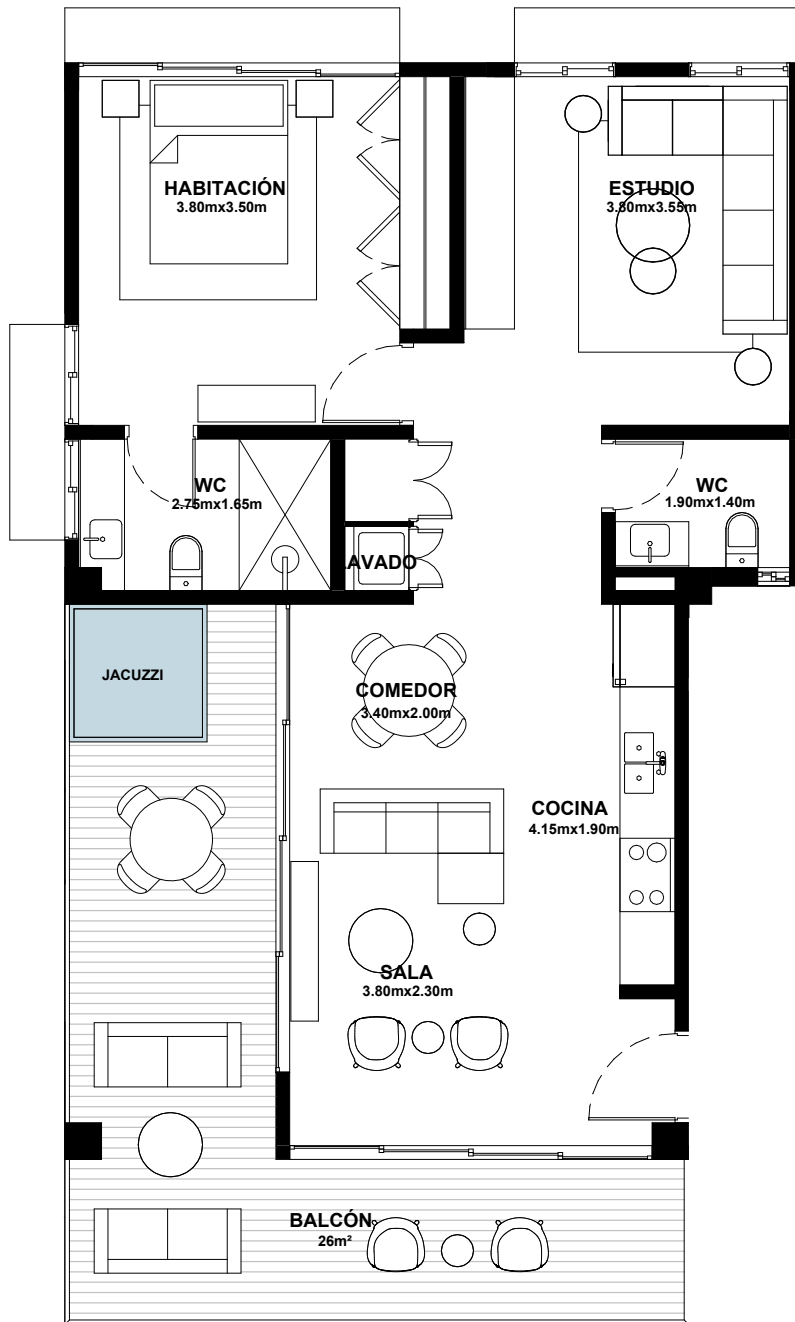 HABITACIÓN
3.80mx3.50m
ESTUDIO
3.80mx3.55m
WC
2.75mx1.65m
WC
1.90mx1.40m
LAVADO
JACUZZI
COMEDOR
3.40mx2.00m
COCINA
4.15mx1.90m
SALA
3.80mx2.30m
BALCÓN
26m²